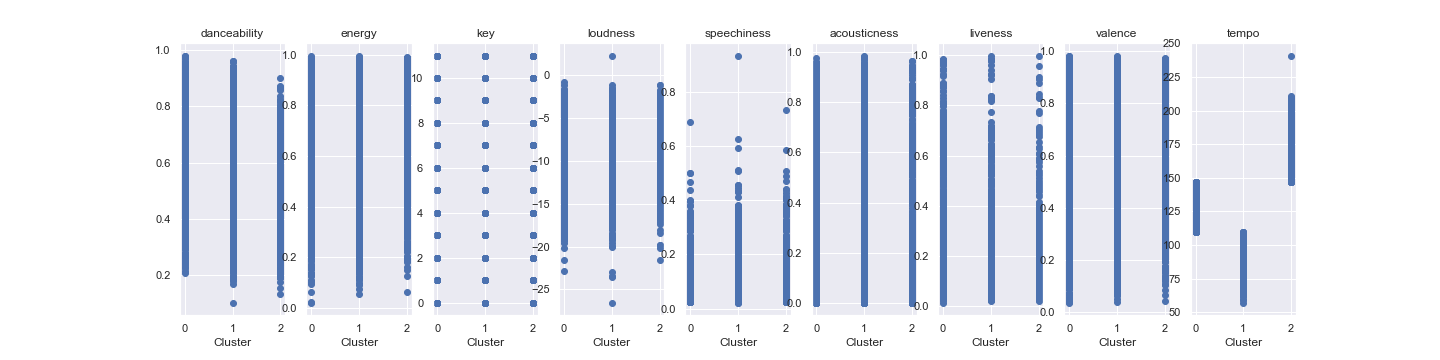 danceability energy key loudness speechiness acousticness liveness valence tempo
1.0 0.8 0.6 0.4 0.2
1.0 0.8 0.6 0.4 0.2 0.0
10 8 6 4 2 0
0 −5 −10 −15 −20 −25
0.8 0.6 0.4 0.2 0.0
1.0 0.8 0.6 0.4 0.2 0.0
1.0 0.8 0.6 0.4 0.2 0.0
1.0 0.8 0.6 0.4 0.2 0.0
250 225 200 175 150 125 100 75 50
0 1 2 0 1 2 0 1 2 0 1 2 0 1 2 0 1 2 0 1 2 0 1 2 0 1 2
Cluster Cluster Cluster Cluster Cluster Cluster Cluster Cluster Cluster